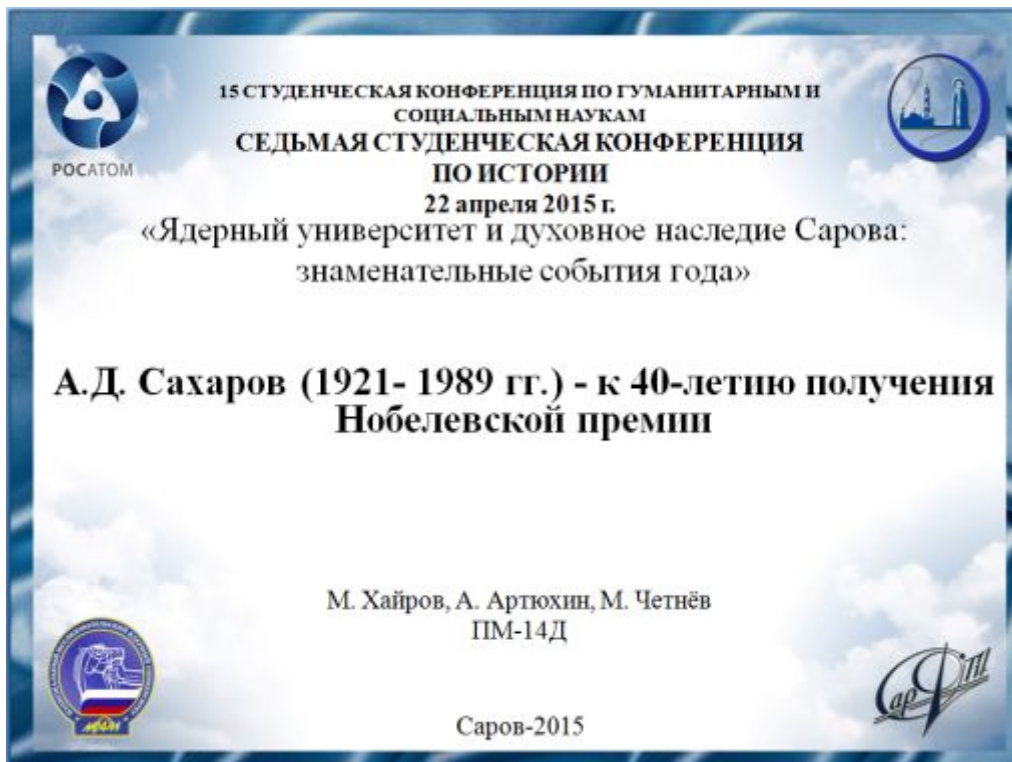 15 СТУДЕНЧЕСКАЯ КОНФЕРЕНЦИЯ ПО ГУМАНИТАРНЫМ И
СОЦИАЛЬНЫМ НАУКАМ
СЕДЬМАЯ СТУДЕНЧЕСКАЯ КОНФЕРЕНЦИЯ
ПО ИСТОРИИ
22 апреля 2015 г.
РОСАТОМ
«Ядерный университет и духовное наследие Сарова:
знаменательные события года»
А.Д. Сахаров (1921- 1989 гг.) - к 40-летию получения
Нобелевской премии
М. Хайров, А. Артюхин, М. Четнёв
ПМ-14Д
мифи
СарФТИ
Саров-2015